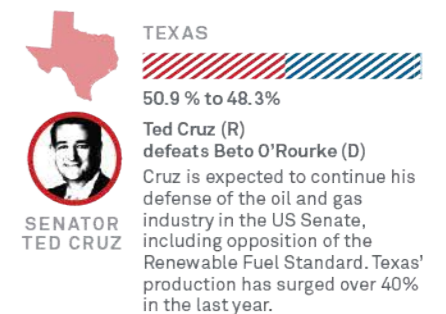 TEXAS
50.9 % to 48.3%
Ted Cruz (R)
defeats Beto O'Rourke (D)
Cruz is expected to continue his
defense of the oil and gas
industry in the US Senate,
including opposition of the
Renewable Fuel Standard. Texas'
production has surged over 40%
in the last year.
SENATOR
TED CRUZ